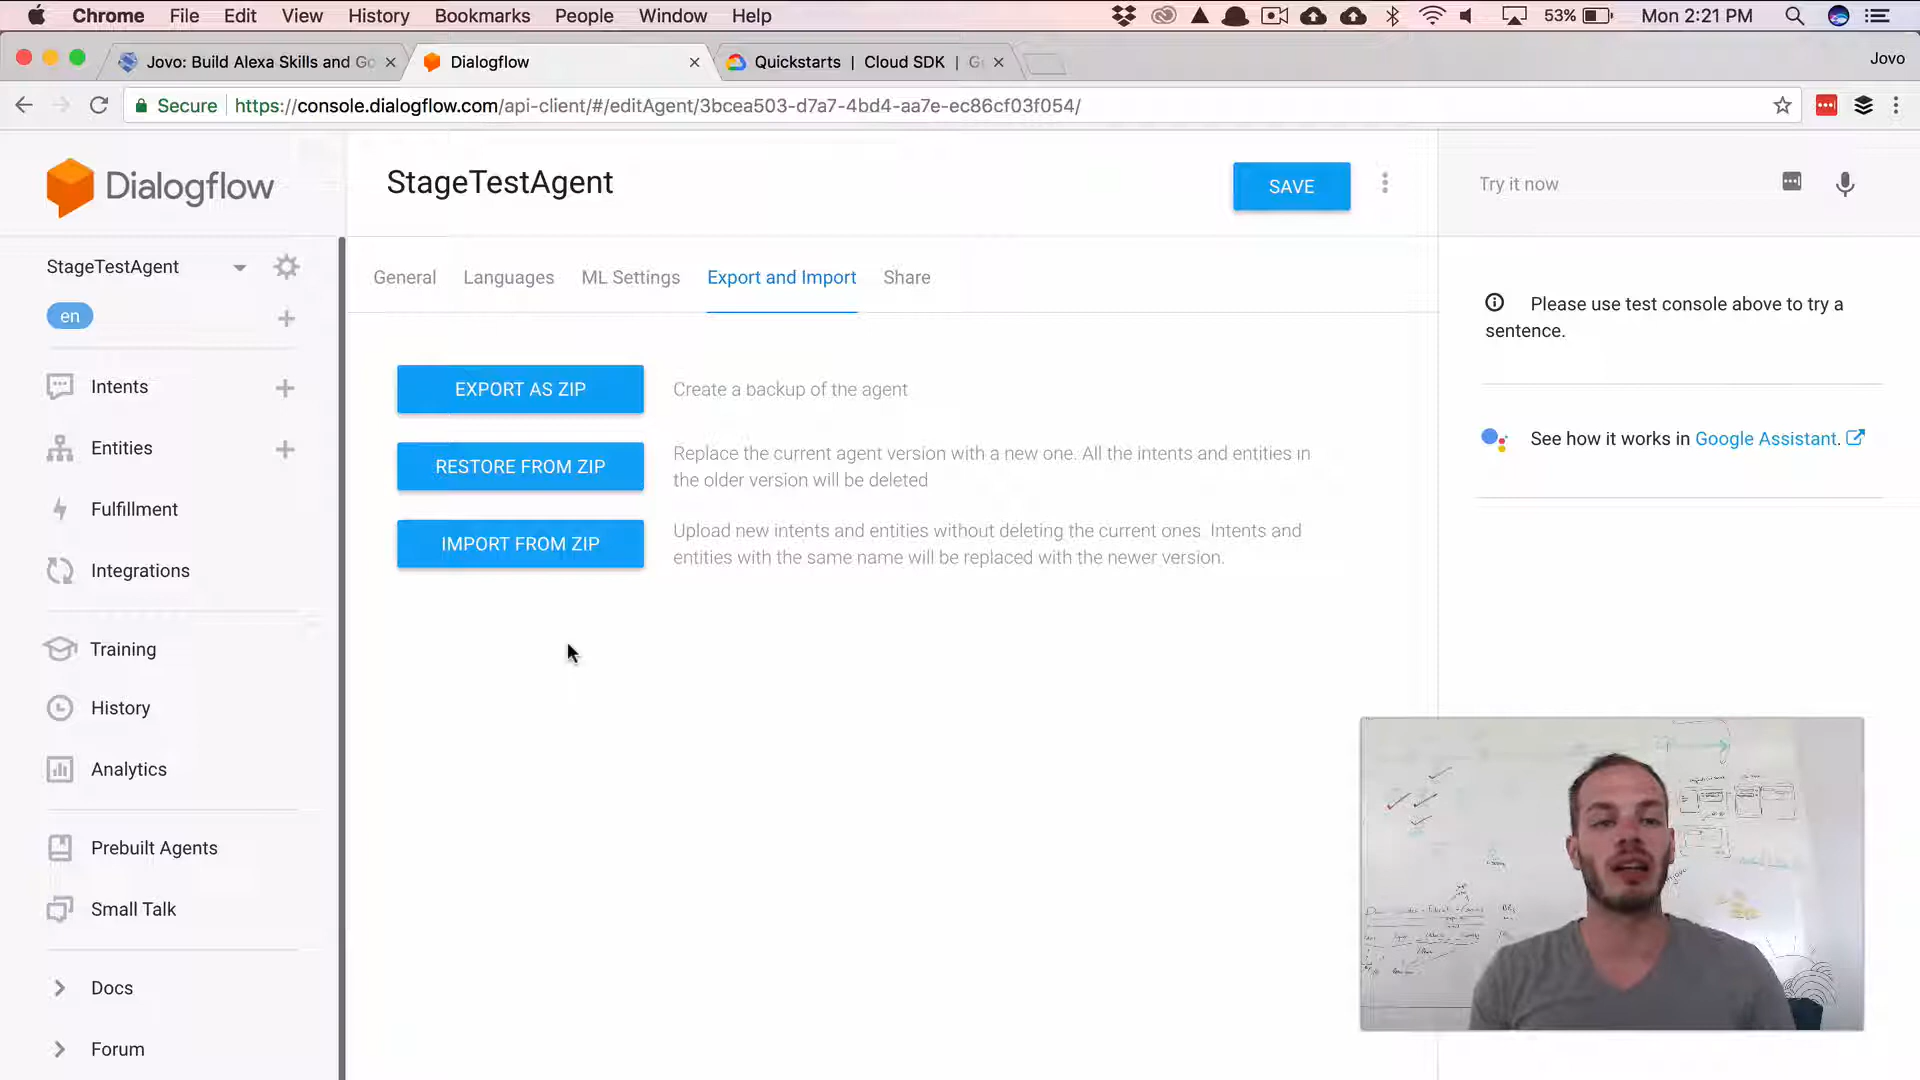 Chrome File Edit View History Bookmarks People Window Help 53% Mon 2:21 PM
Jovo: Build Alexa Skills and Go Dialogflow Quickstarts | Cloud SDK | G Jovo
Secure https://console.dialogflow.com/api-client/#/editAgent/3bcea503-d7a7-4bd4-aa7e-ec86cf03f054/
Dialogflow
StageTestAgent
SAVE
Try it now
StageTestAgent
en
General Languages ML Settings Export and Import Share
Please use test console above to try a
sentence.
See how it works in Google Assistant.
EXPORT AS ZIP Create a backup of the agent
RESTORE FROM ZIP Replace the current agent version with a new one. All the intents and entities in
the older version will be deleted
IMPORT FROM ZIP Upload new intents and entities without deleting the current ones. Intents and
entities with the same name will be replaced with the newer version.
Intents
Entities
Fulfillment
Integrations
Training
History
Analytics
Prebuilt Agents
Small Talk
Docs
Forum